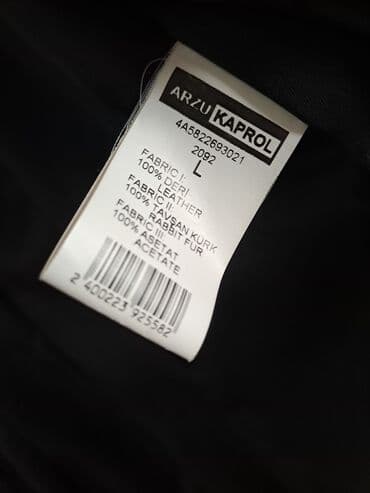 ARZU KAPROL
4A5822693021
2092
L
FABRIC I:
100% DERİ
LEATHER
FABRIC II:
100% TAVŞAN KÜRK
RABBIT FUR
FABRIC III:
100% ASETAT
ACETATE
2 400223 925582